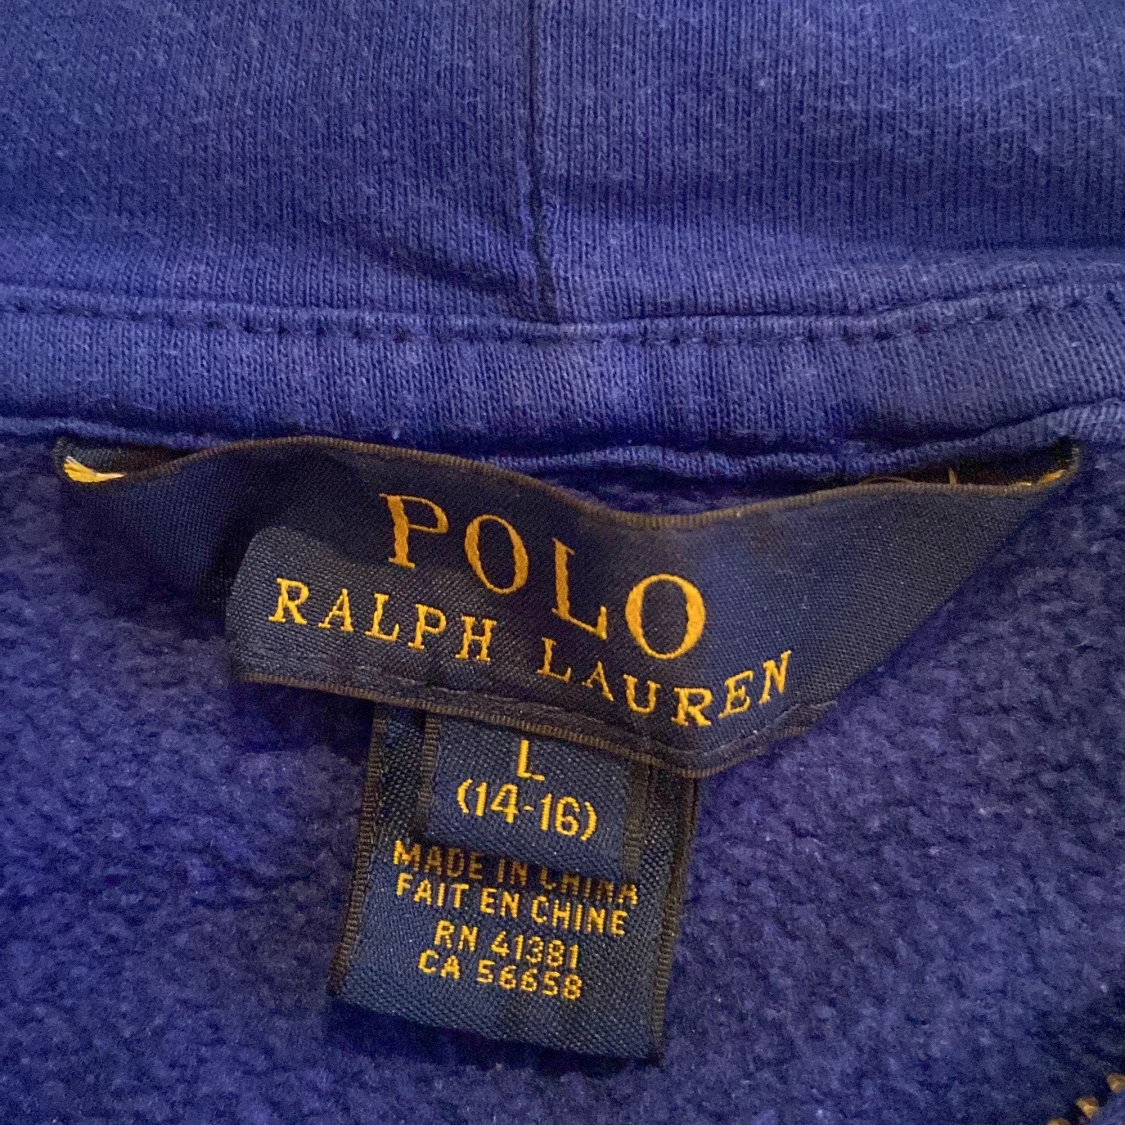 POLO
RALPH LAUREN
L
(14-16)
MADE IN CHINA
FAIT EN CHINE
RN 41381
CA 56658